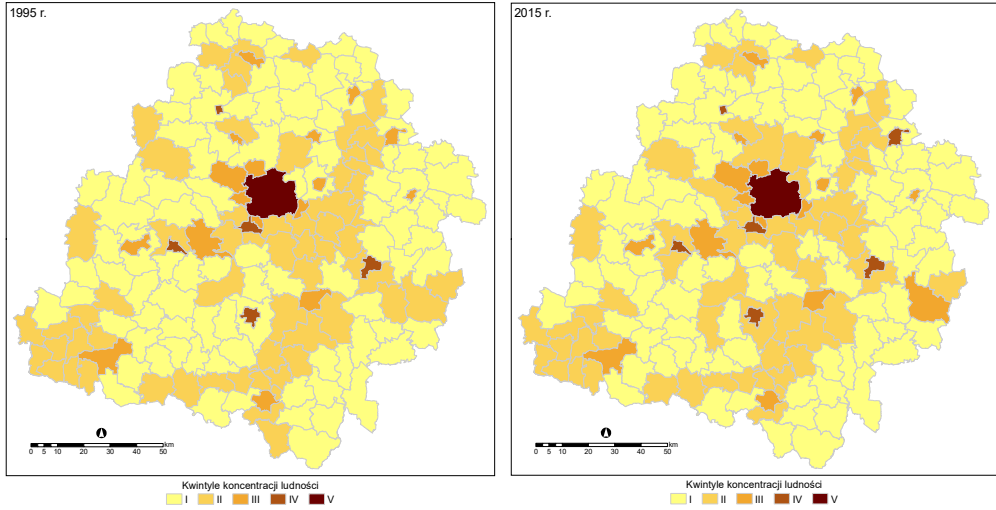 1995 r.
0 5 10 20 30 40 50 km
Kwintyle koncentracji ludności
I II III IV V
2015 r.
0 5 10 20 30 40 50 km
Kwintyle koncentracji ludności
I II III IV V